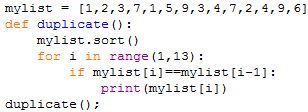 mylist = [1,2,3,7,1,5,9,3,4,7,2,4,9,6]
def duplicate():
    mylist.sort()
    for i in range(1,13):
        if mylist[i]==mylist[i-1]:
            print(mylist[i])
duplicate();